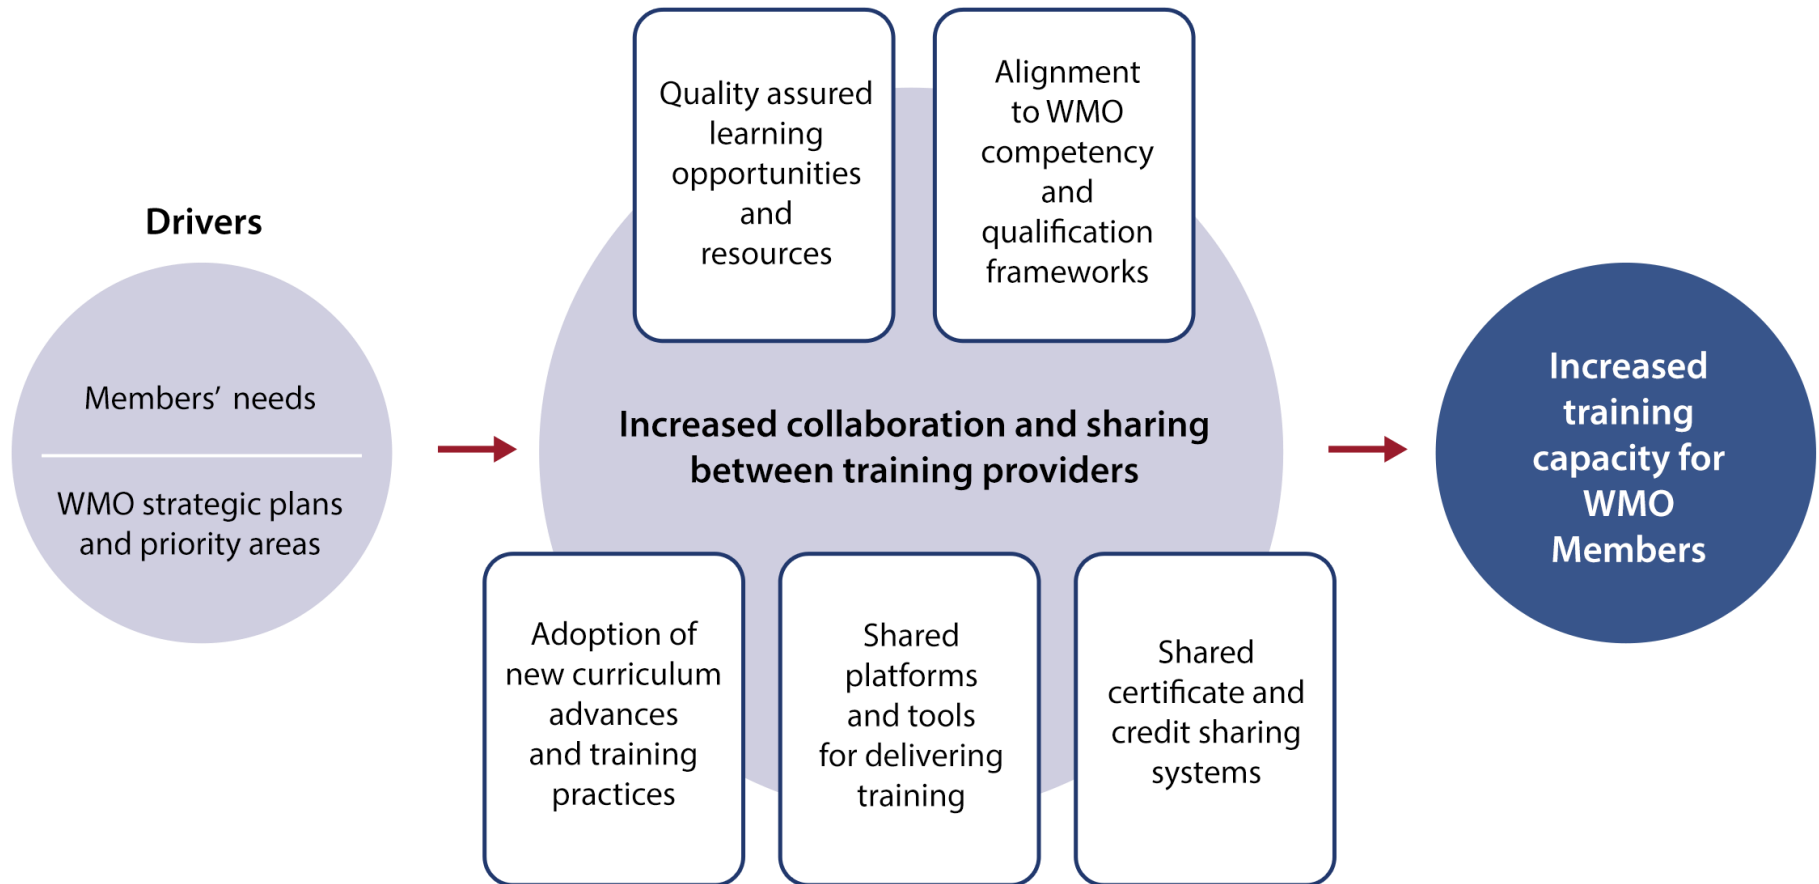 Drivers
Members’ needs
WMO strategic plans
and priority areas
Quality assured
learning
opportunities
and
resources
Alignment
to WMO
competency
and
qualification
frameworks
Increased collaboration and sharing
between training providers
Adoption of
new curriculum
advances
and training
practices
Shared
platforms
and tools
for delivering
training
Shared
certificate and
credit sharing
systems
Increased
training
capacity for
WMO
Members